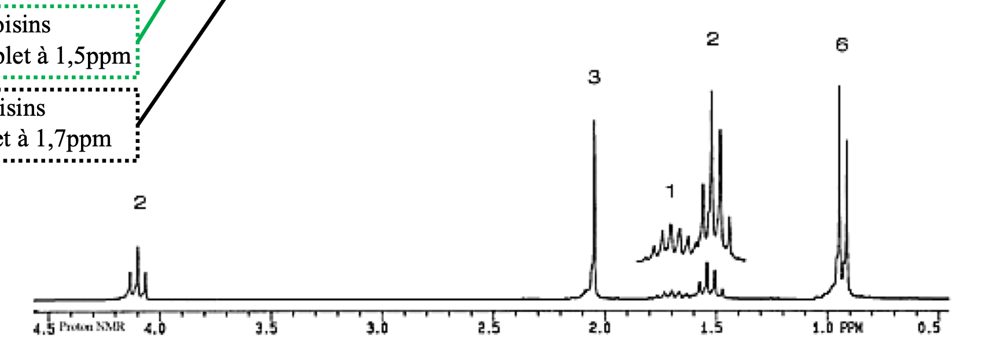 oisins
plet à 1,5ppm
isins
et à 1,7ppm
2
3
1
2
6
4.5 Proton NMR 4.0 3.5 3.0 2.5 2.0 1.5 1.0 PPM 0.5